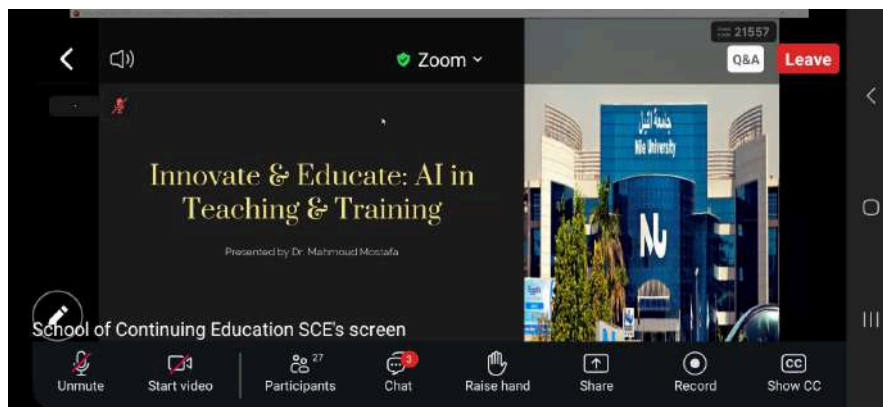 21557
Zoom
Q&A
Leave
جامعة النيل
Nile University
Innovate & Educate: AI in
Teaching & Training
Presented by Dr. Mahmoud Mostafa
NU
School of Continuing Education SCE's screen
27
3
Unmute
Start video
Participants
Chat
Raise hand
Share
Record
CC
Show CC